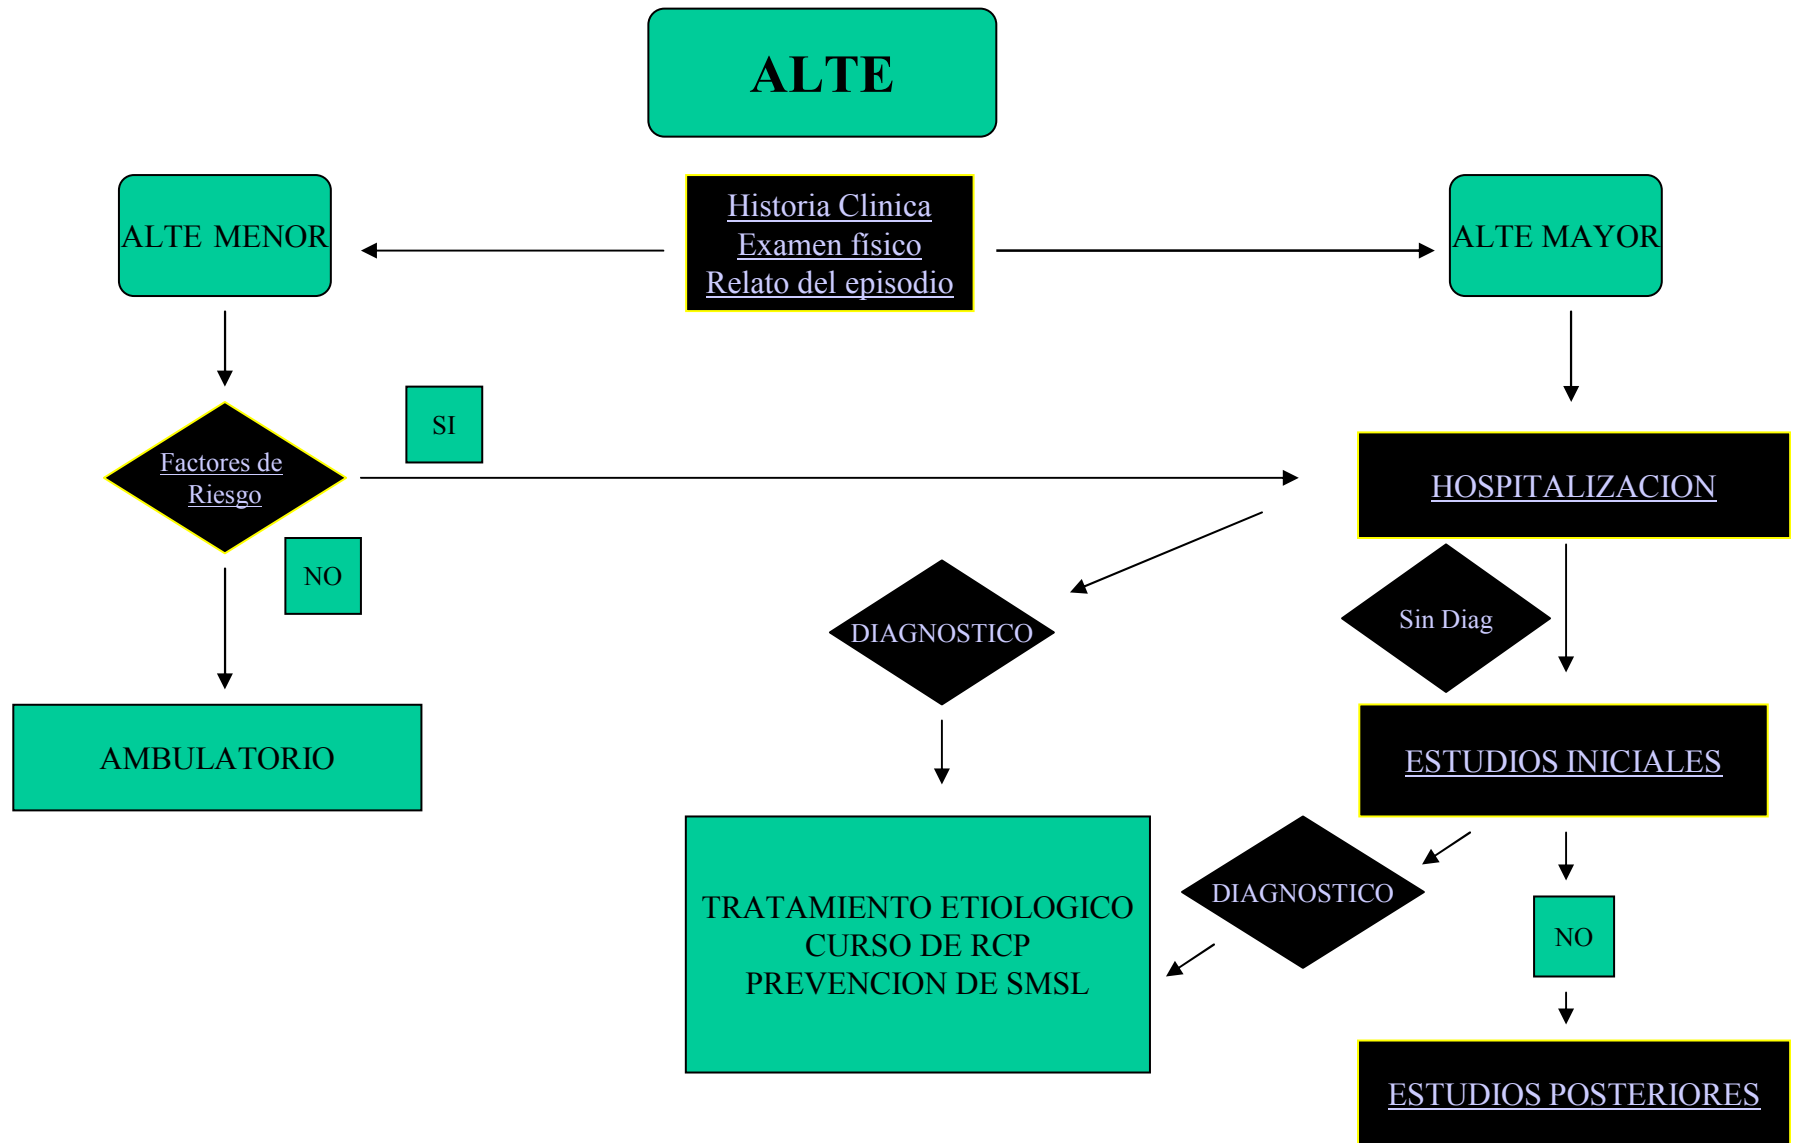 ALTE
ALTE MENOR
Historia Clinica
Examen físico
Relato del episodio
ALTE MAYOR
SI
Factores de
Riesgo
HOSPITALIZACION
NO
DIAGNOSTICO
Sin Diag
AMBULATORIO
ESTUDIOS INICIALES
TRATAMIENTO ETIOLOGICO
CURSO DE RCP
PREVENCION DE SMSL
DIAGNOSTICO
NO
ESTUDIOS POSTERIORES